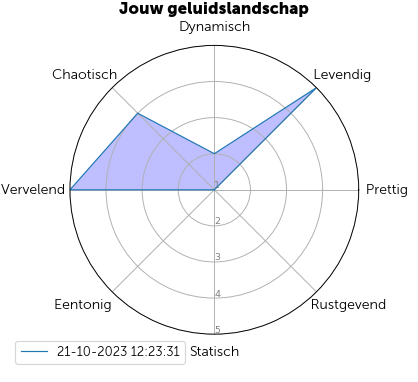 Jouw geluidslandschap
Dynamisch
Chaotisch
Levendig
Vervelend
1
Prettig
2
3
4
Eentonig
Rustgevend
5
21-10-2023 12:23:31
Statisch